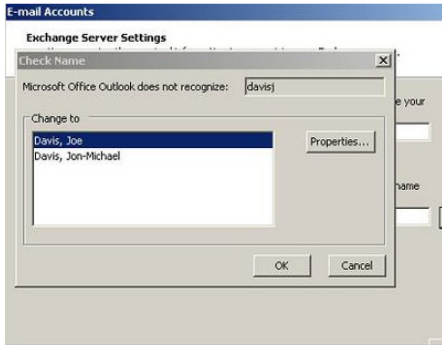 E-mail Accounts
Exchange Server Settings
Check Name
Microsoft Office Outlook does not recognize: davisj
e your
Change to
Davis, Joe
Properties...
Davis, Jon-Michael
name
OK
Cancel